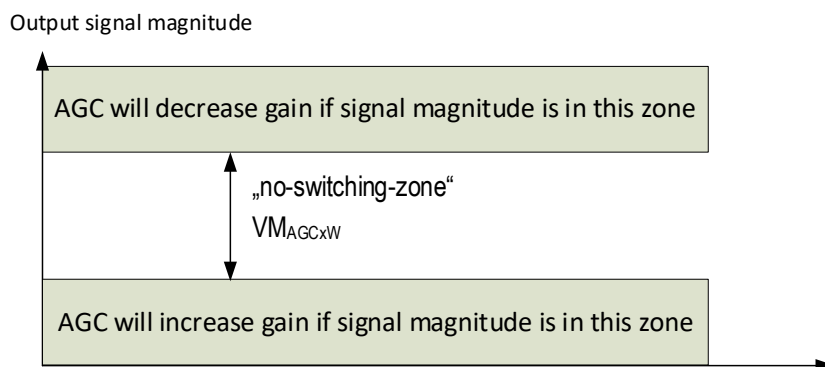 Output signal magnitude
AGC will decrease gain if signal magnitude is in this zone
„no-switching-zone“
VMAGCxW
AGC will increase gain if signal magnitude is in this zone